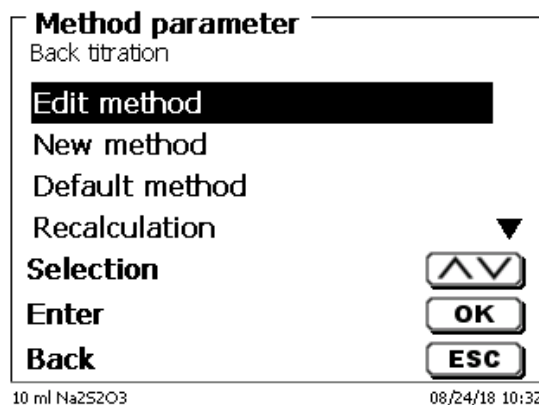 Method parameter
Back titration
Edit method
New method
Default method
Recalculation
Selection
Enter OK
Back ESC
10 ml Na2S2O3 08/24/18 10:32